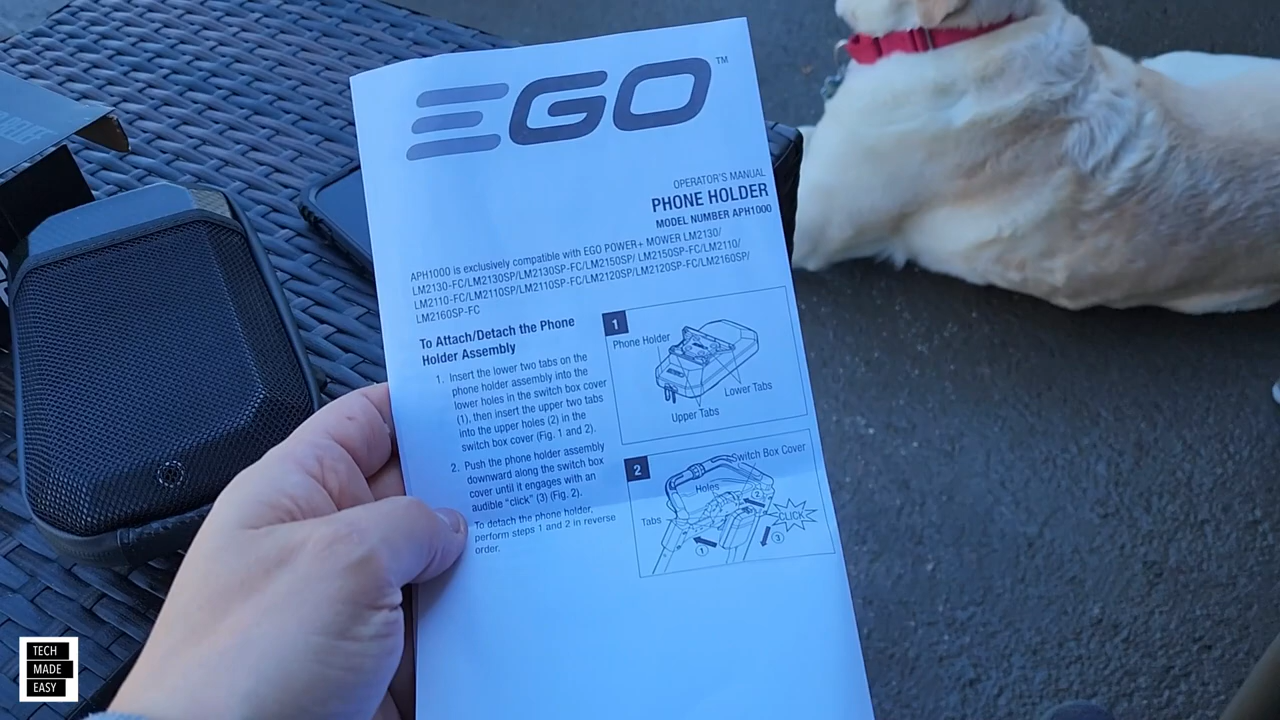 EGO™
OPERATOR'S MANUAL
PHONE HOLDER
MODEL NUMBER APH1000
APH1000 is exclusively compatible with EGO POWER+ MOWER LM2130/
LM2130-FC/LM2130SP/LM2130SP-FC/LM2150SP/ LM2150SP-FC/LM2110/
LM2110-FC/LM2110SP/LM2110SP-FC/LM2120SP/LM2120SP-FC/LM2160SP/
LM2160SP-FC
To Attach/Detach the Phone
Holder Assembly
1. Insert the lower two tabs on the
phone holder assembly into the
lower holes in the switch box cover
(1), then insert the upper two tabs
into the upper holes (2) in the
switch box cover (Fig. 1 and 2).
2. Push the phone holder assembly
downward along the switch box
cover until it engages with an
audible "click" (3) (Fig. 2).
To detach the phone holder,
perform steps 1 and 2 in reverse
order.
1
Phone Holder
Lower Tabs
Upper Tabs
2
Switch Box Cover
Holes
2
Tabs
CLICK
1
3
TECH
MADE
EASY